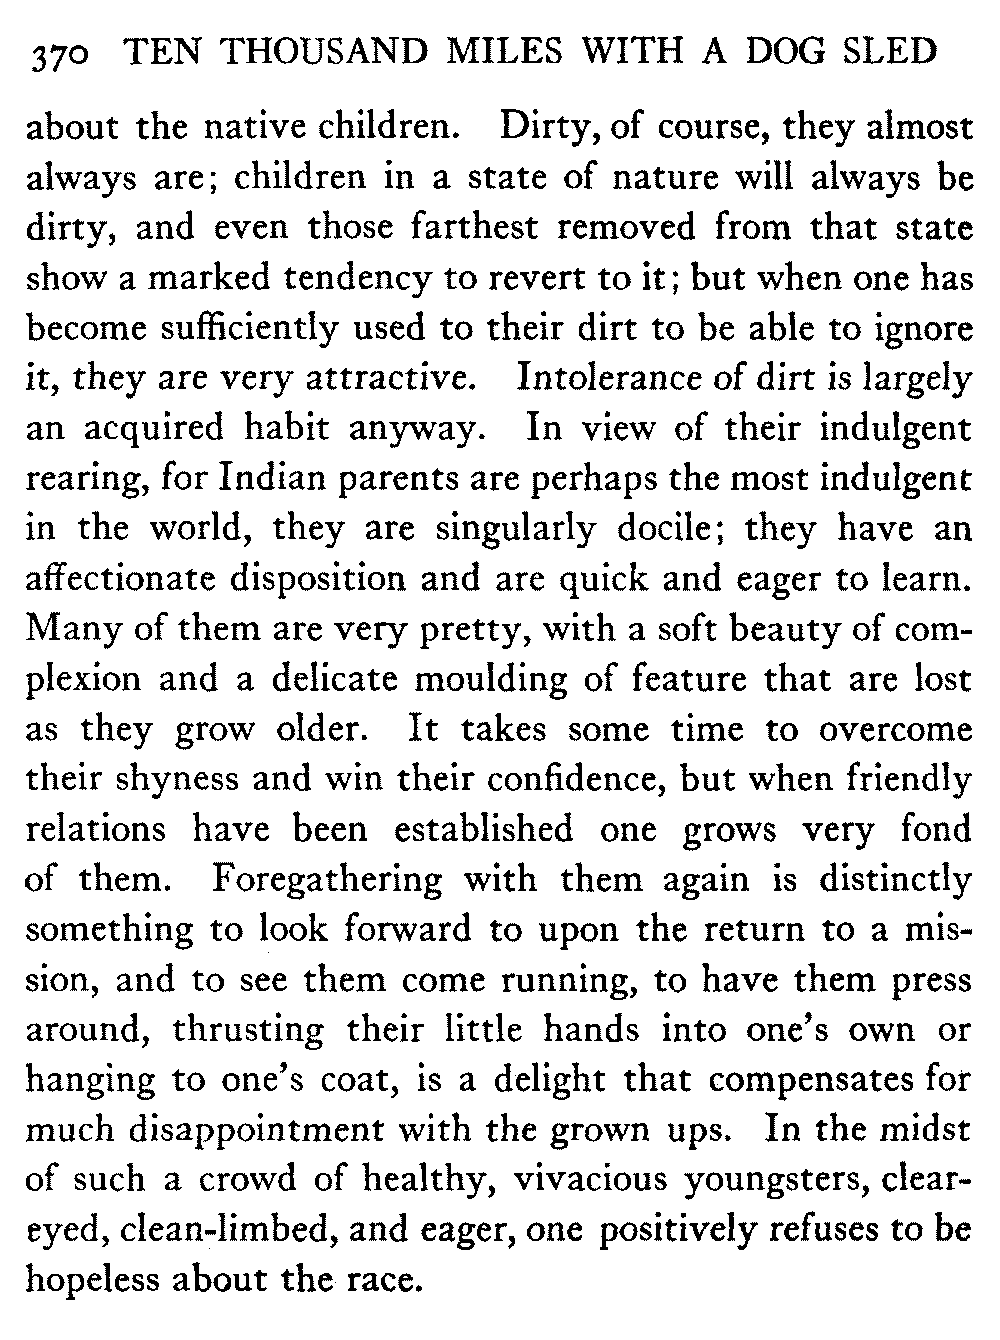 370 TEN THOUSAND MILES WITH A DOG SLED
about the native children. Dirty, of course, they almost
always are; children in a state of nature will always be
dirty, and even those farthest removed from that state
show a marked tendency to revert to it; but when one has
become sufficiently used to their dirt to be able to ignore
it, they are very attractive. Intolerance of dirt is largely
an acquired habit anyway. In view of their indulgent
rearing, for Indian parents are perhaps the most indulgent
in the world, they are singularly docile; they have an
affectionate disposition and are quick and eager to learn.
Many of them are very pretty, with a soft beauty of com-
plexion and a delicate moulding of feature that are lost
as they grow older. It takes some time to overcome
their shyness and win their confidence, but when friendly
relations have been established one grows very fond
of them. Foregathering with them again is distinctly
something to look forward to upon the return to a mis-
sion, and to see them come running, to have them press
around, thrusting their little hands into one's own or
hanging to one's coat, is a delight that compensates for
much disappointment with the grown ups. In the midst
of such a crowd of healthy, vivacious youngsters, clear-
eyed, clean-limbed, and eager, one positively refuses to be
hopeless about the race.